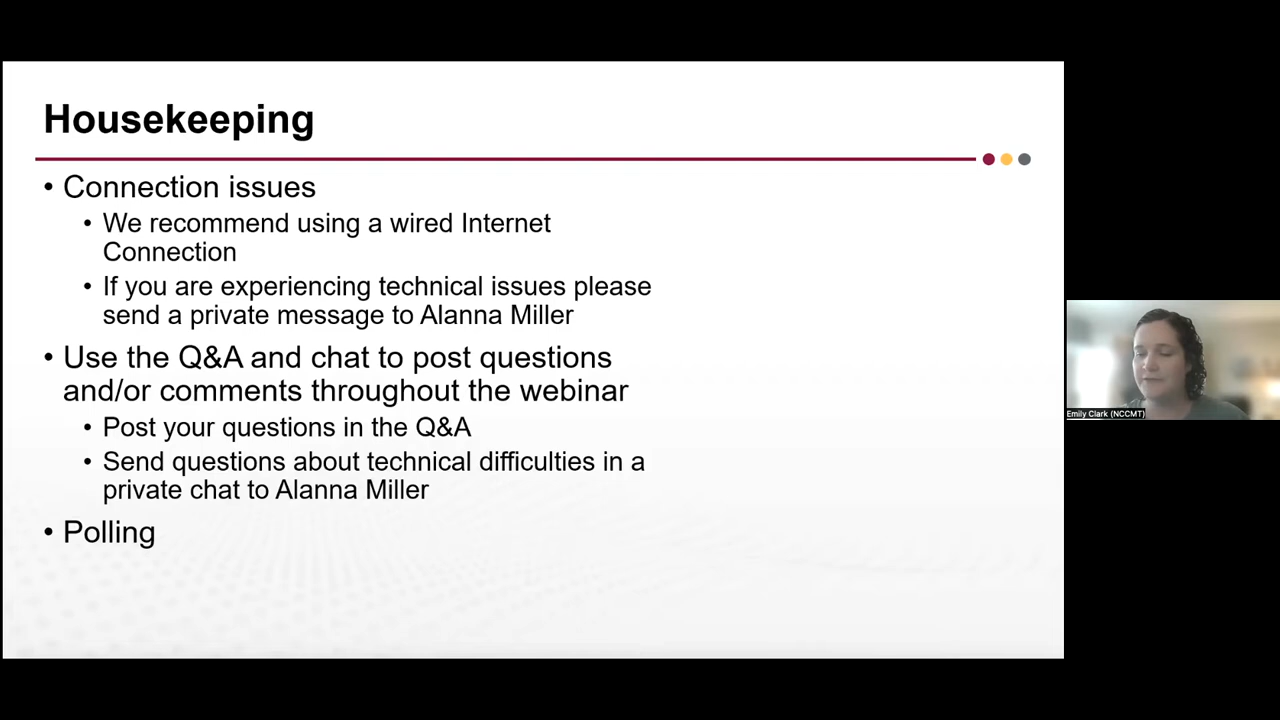 Housekeeping
• Connection issues
• We recommend using a wired Internet
Connection
• If you are experiencing technical issues please
send a private message to Alanna Miller
• Use the Q&A and chat to post questions
and/or comments throughout the webinar
• Post your questions in the Q&A
• Send questions about technical difficulties in a
private chat to Alanna Miller
• Polling
Emily Clark (NCCMT)